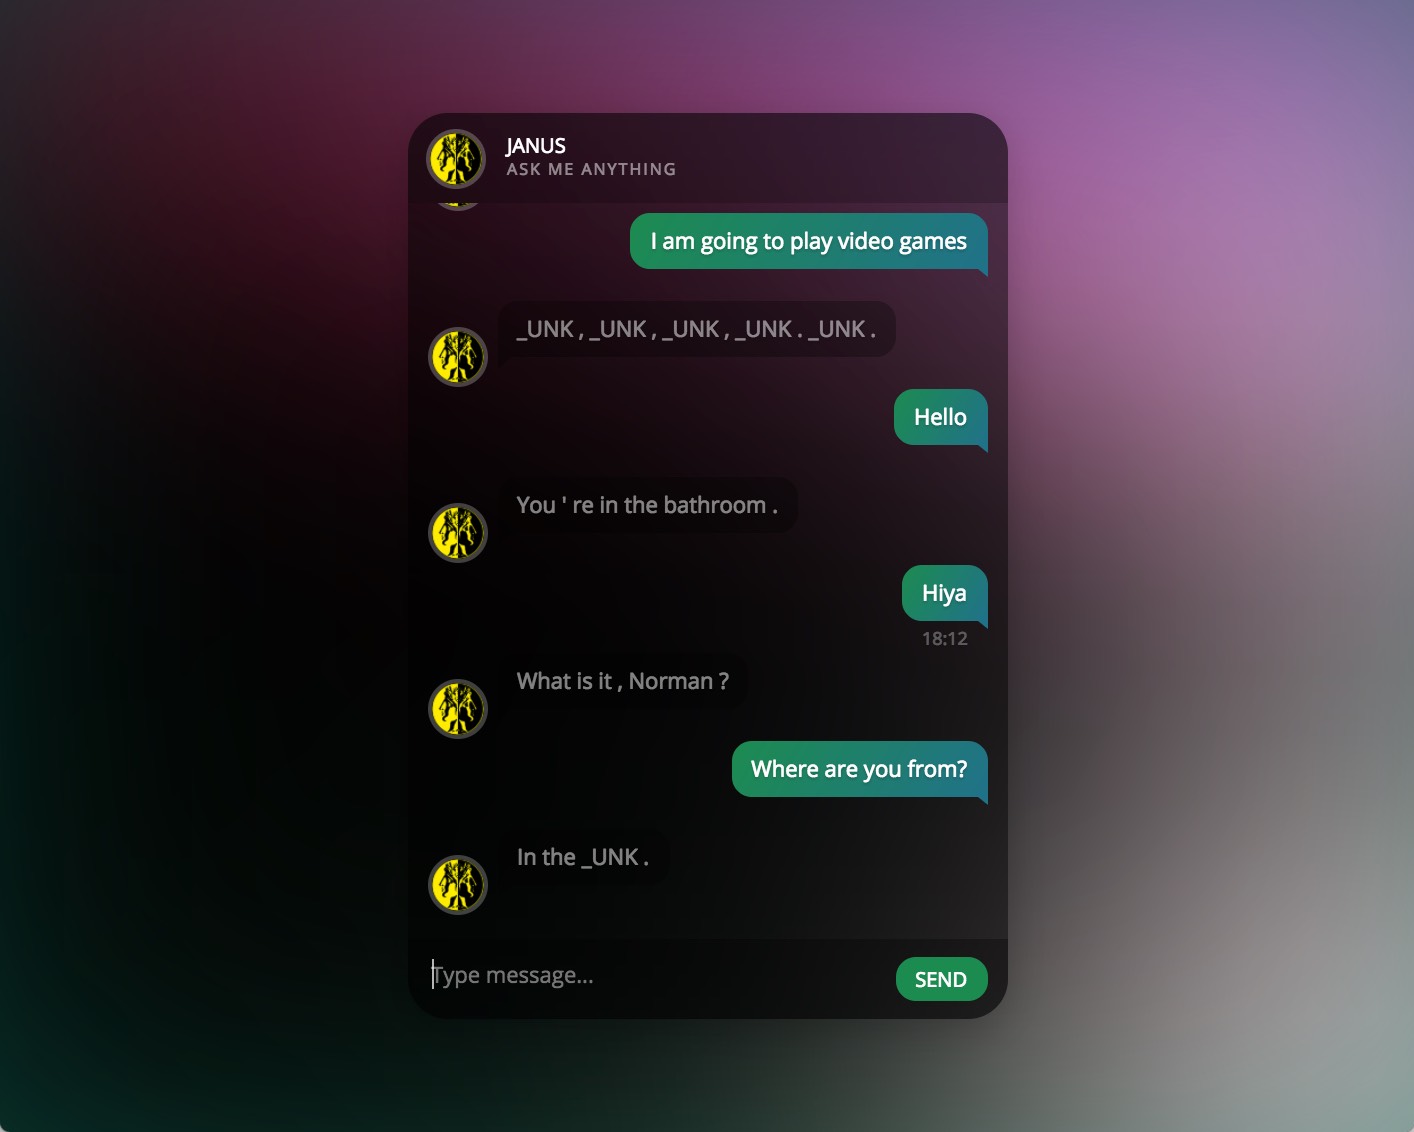 JANUS
ASK ME ANYTHING
I am going to play video games
_UNK , _UNK , _UNK , _UNK . _UNK .
Hello
You ' re in the bathroom .
Hiya
18:12
What is it , Norman ?
Where are you from?
In the _UNK .
Type message...
SEND